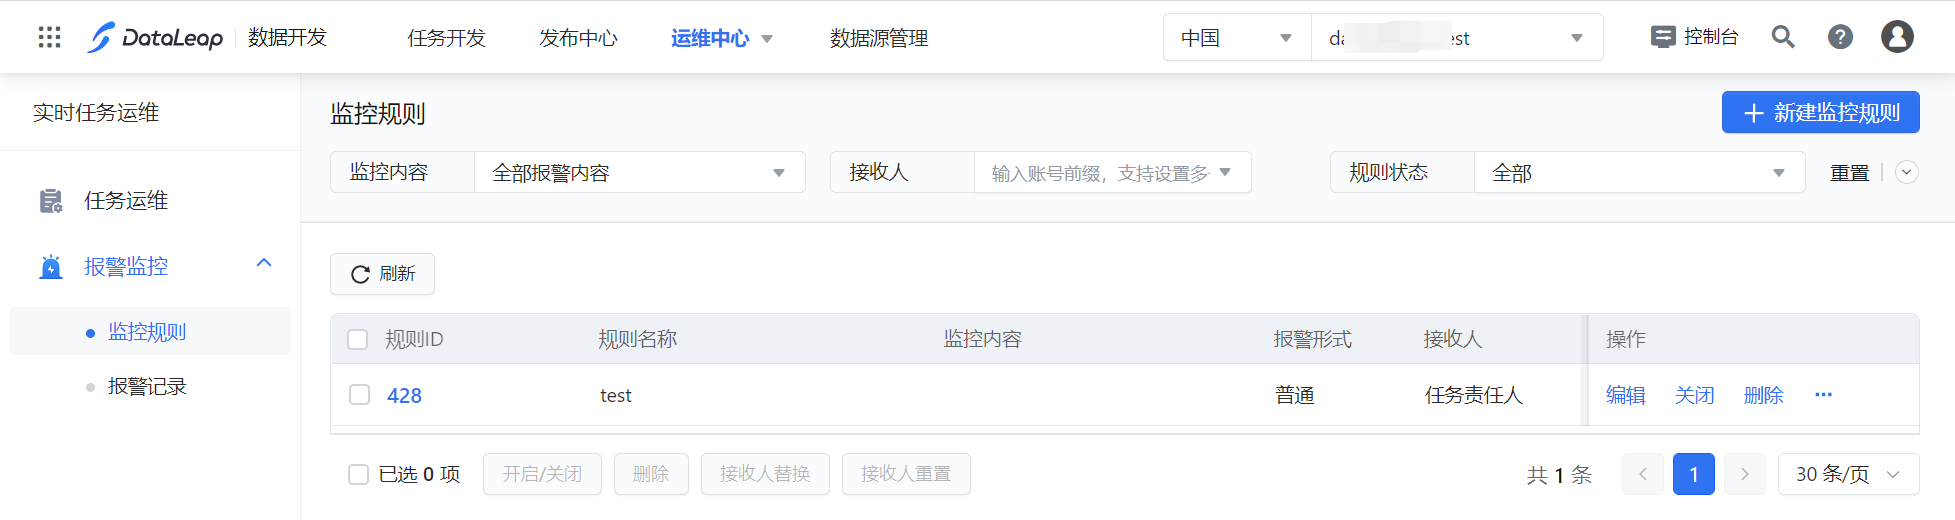 DataLeap 数据开发 任务开发 发布中心 运维中心 数据源管理 中国 da est 控制台
实时任务运维
监控规则 新建监控规则
监控内容 全部报警内容 接收人 输入账号前缀，支持设置多 规则状态 全部 重置
任务运维
报警监控
监控规则
报警记录
刷新
规则ID 规则名称 监控内容 报警形式 接收人 操作
428 test 普通 任务责任人 编辑 关闭 删除 ···
已选 0 项 开启/关闭 删除 接收人替换 接收人重置 共 1 条 1 30 条/页